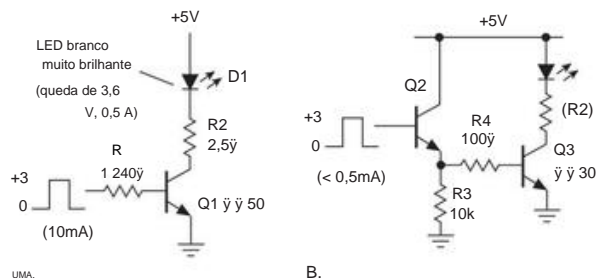 +5V
LED branco
muito brilhante
(queda de 3,6
V, 0,5 A)
D1
R2
2,5ÿ
R
1 240ÿ
+3
0
(10mA)
Q1 ÿ ÿ 50
UMA.
+5V
Q2
+3
0
(< 0,5mA)
R4
100ÿ
(R2)
Q3
ÿ ÿ 30
R3
10k
B.